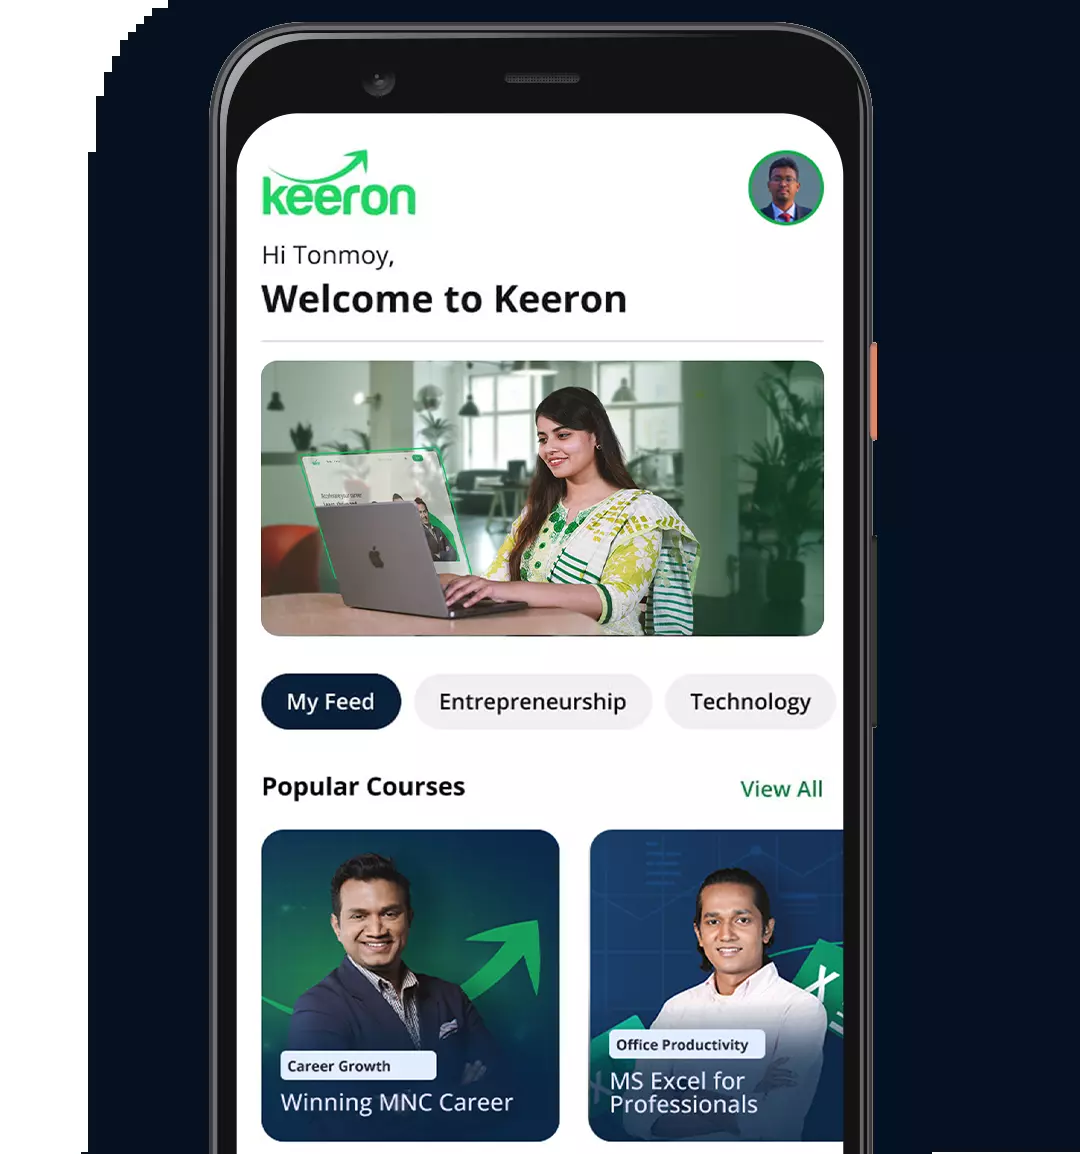 keeron
Hi Tonmoy,
Welcome to Keeron
My Feed
Entrepreneurship
Technology
Popular Courses
View All
Career Growth
Winning MNC Career
Office Productivity
MS Excel for
Professionals